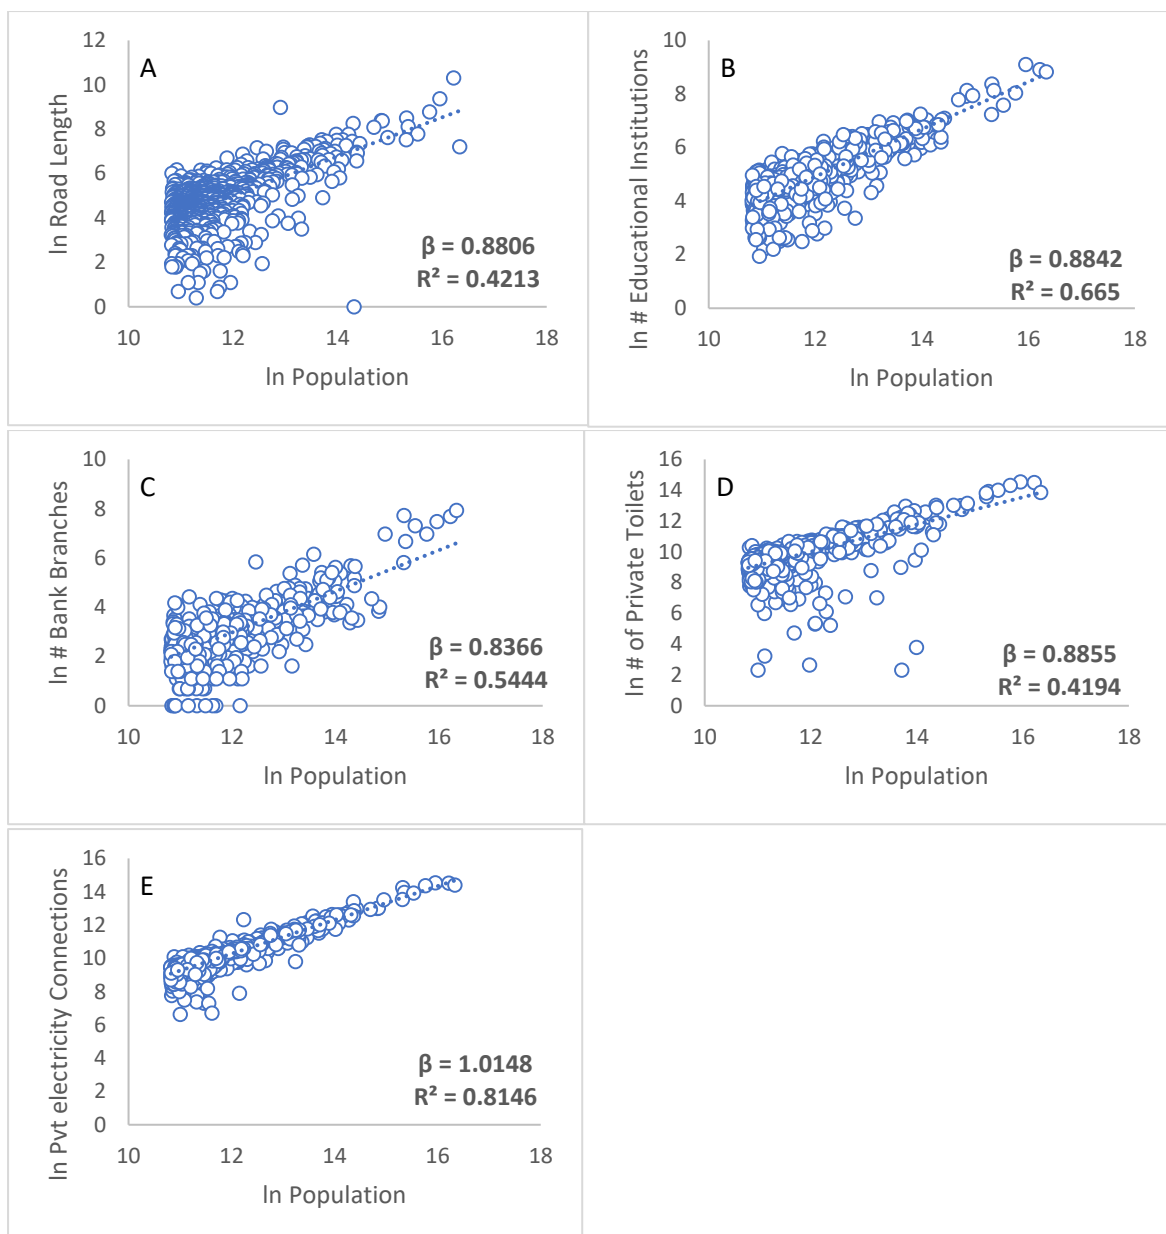 A
ln Road Length
12
10
8
6
4
2
0
β = 0.8806
R² = 0.4213
10 12 14 16 18
ln Population
B
ln # Educational Institutions
10
8
6
4
2
0
β = 0.8842
R² = 0.665
10 12 14 16 18
ln Population
C
ln # Bank Branches
10
8
6
4
2
0
β = 0.8366
R² = 0.5444
10 12 14 16 18
ln Population
D
ln # of Private Toilets
16
14
12
10
8
6
4
2
0
β = 0.8855
R² = 0.4194
10 12 14 16 18
ln Population
E
ln Pvt electricity Connections
16
14
12
10
8
6
4
2
0
β = 1.0148
R² = 0.8146
10 12 14 16 18
ln Population